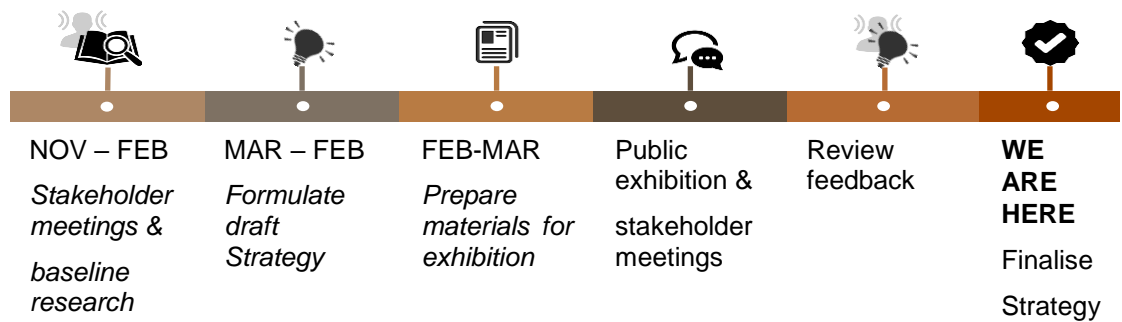 NOV – FEB
Stakeholder
meetings &
baseline
research
MAR – FEB
Formulate
draft
Strategy
FEB-MAR
Prepare
materials for
exhibition
Public
exhibition &
stakeholder
meetings
Review
feedback
WE
ARE
HERE
Finalise
Strategy